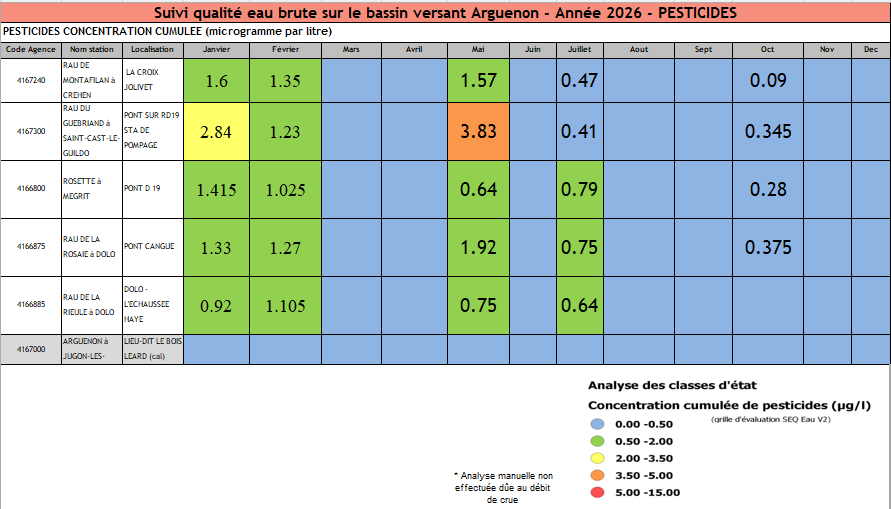 Suivi qualité eau brute sur le bassin versant Arguenon - Année 2026 - PESTICIDES
PESTICIDES CONCENTRATION CUMULEE (microgramme par litre)
Code Agence Nom station Localisation Janvier Février Mars Avril Mai Juin Juillet Aout Sept Oct Nov Dec
RAU DE
MONTAFILAN à
CREHEN
4167240
LA CROIX
JOLIVET
1.6 1.35 1.57 0.47 0.09
4167300
RAU DU
GUEBRIAND à
SAINT-CAST-LE-
GUILDO
PONT SUR RD19
STA DE
POMPAGE
2.84 1.23 3.83 0.41 0.345
4166800
ROSETTE à
MEGRIT
PONT D 19
1.415 1.025 0.64 0.79 0.28
4166875
RAU DE LA
ROSAIE à DOLO
PONT CANGUE
1.33 1.27 1.92 0.75 0.375
4166885
RAU DE LA
RIEULE à DOLO
DOLO -
L'ECHAUSSEE
HAYE
0.92 1.105 0.75 0.64
4167000
ARGUENON à
JUGON-LES-
LIEU-DIT LE BOIS
LEARD (cal)
Analyse des classes d'état
Concentration cumulée de pesticides (µg/l)
(grille d'évaluation SEQ Eau V2)
0.00 -0.50
0.50 -2.00
2.00 -3.50
3.50 -5.00
5.00 -15.00
* Analyse manuelle non
effectuée dûe au débit
de crue